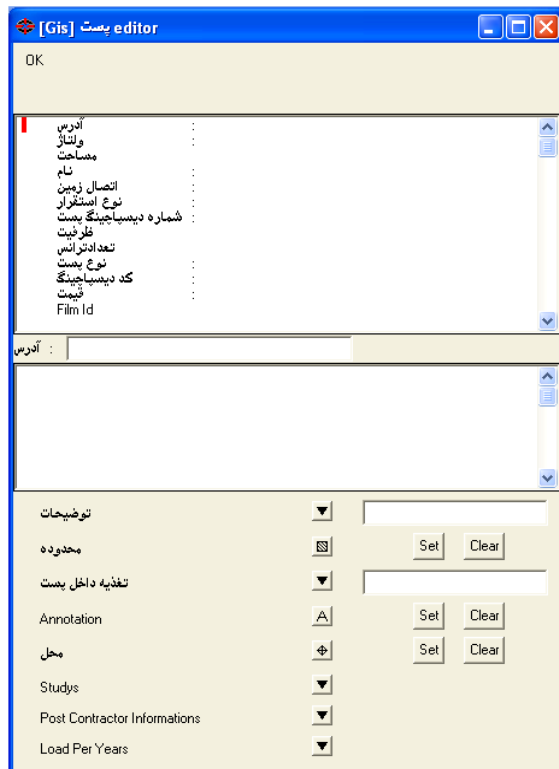 [Gis] پست editor
OK
آدرس :
ولتاژ :
مساحت
نام
اتصال زمین :
نوع استقرار :
شماره دیسپاچینگ پست :
ظرفیت
تعدادترانس
نوع پست :
کد دیسپاچینگ :
قیمت :
Film Id
آدرس :
توضیحات
محدوده Set Clear
تغذیه داخل پست
Annotation A Set Clear
محل Set Clear
Studys
Post Contractor Informations
Load Per Years